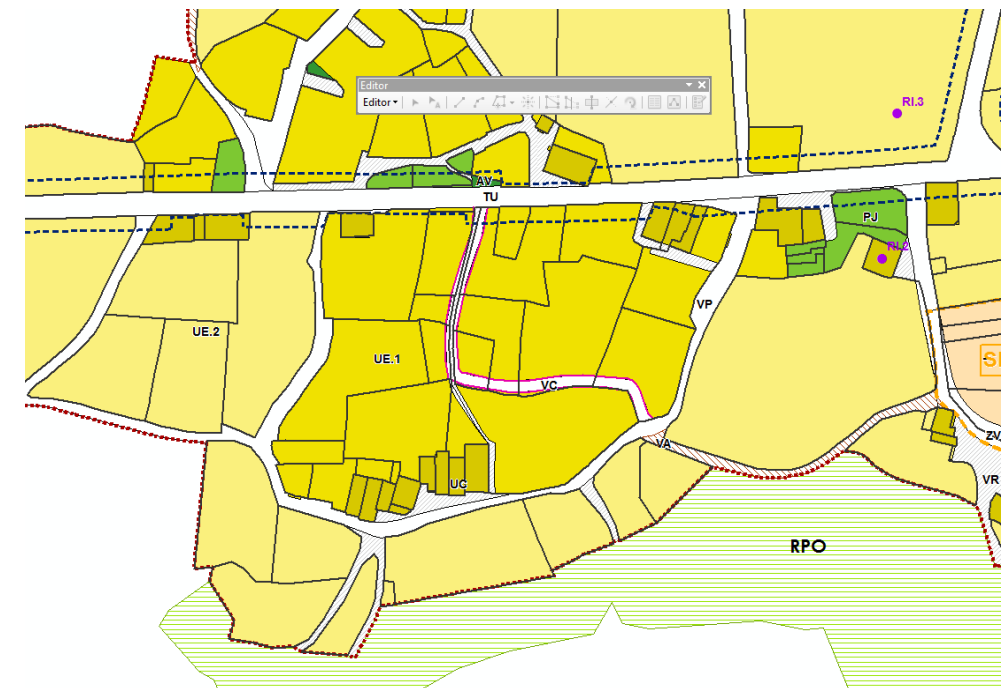 Editor
Editor
RI.3
AV
TU
PJ
RI.2
VP
UE.2
UE.1
VC
VA
ZV
UC
VR
RPO